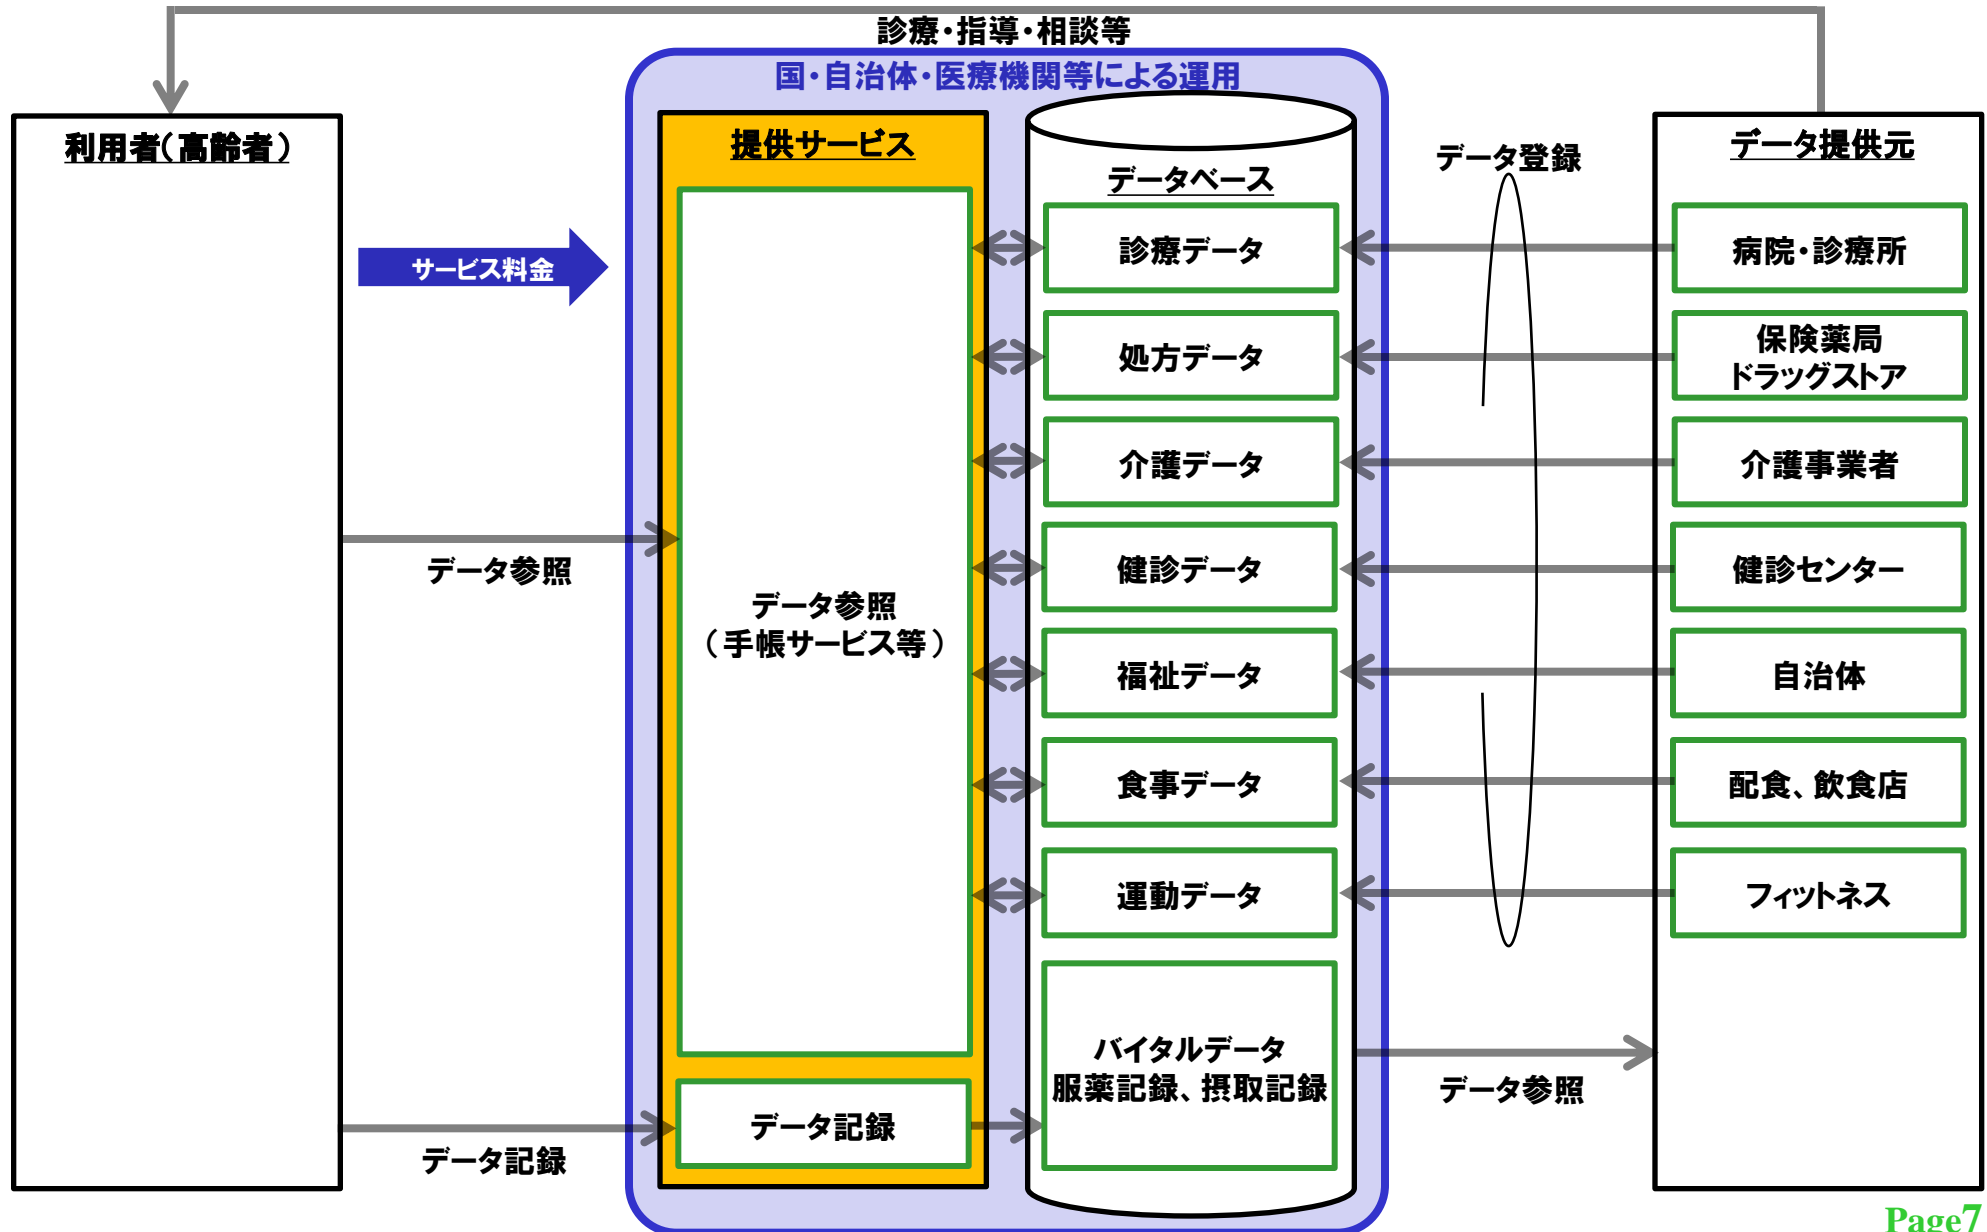 診療・指導・相談等
国・自治体・医療機関等による運用
利用者(高齢者)
サービス料金
データ参照
データ記録
提供サービス
データ参照
(手帳サービス等)
データ記録
データベース
診療データ
処方データ
介護データ
健診データ
福祉データ
食事データ
運動データ
バイタルデータ
服薬記録、摂取記録
データ登録
データ参照
データ提供元
病院・診療所
保険薬局
ドラッグストア
介護事業者
健診センター
自治体
配食、飲食店
フィットネス
Page7